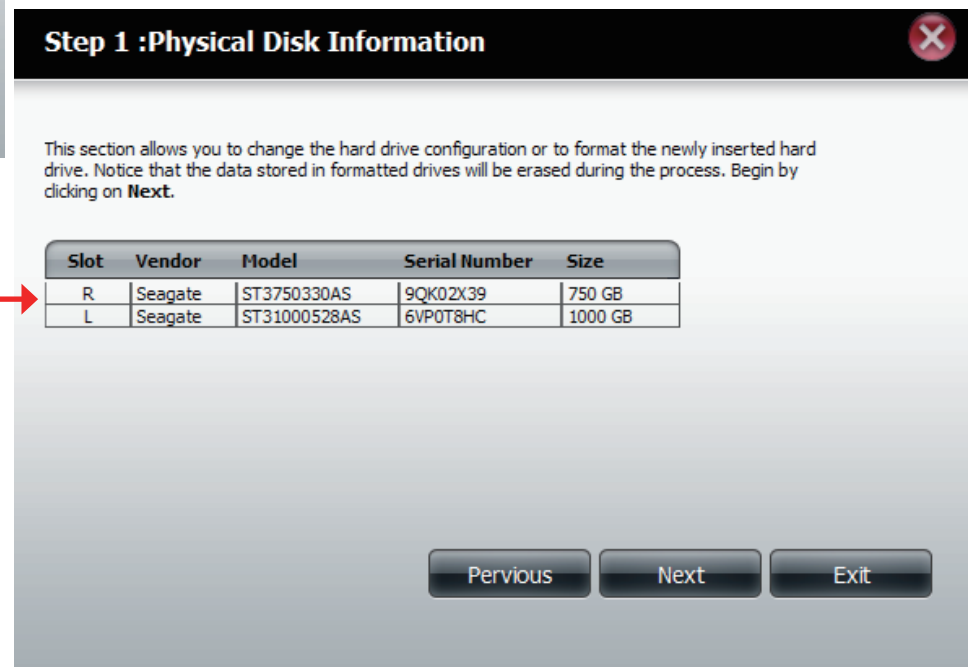 Step 1 :Physical Disk Information
This section allows you to change the hard drive configuration or to format the newly inserted hard
drive. Notice that the data stored in formatted drives will be erased during the process. Begin by
clicking on Next.
Slot Vendor Model Serial Number Size
R Seagate ST3750330AS 9QK02X39 750 GB
L Seagate ST31000528AS 6VP0T8HC 1000 GB
Pervious Next Exit